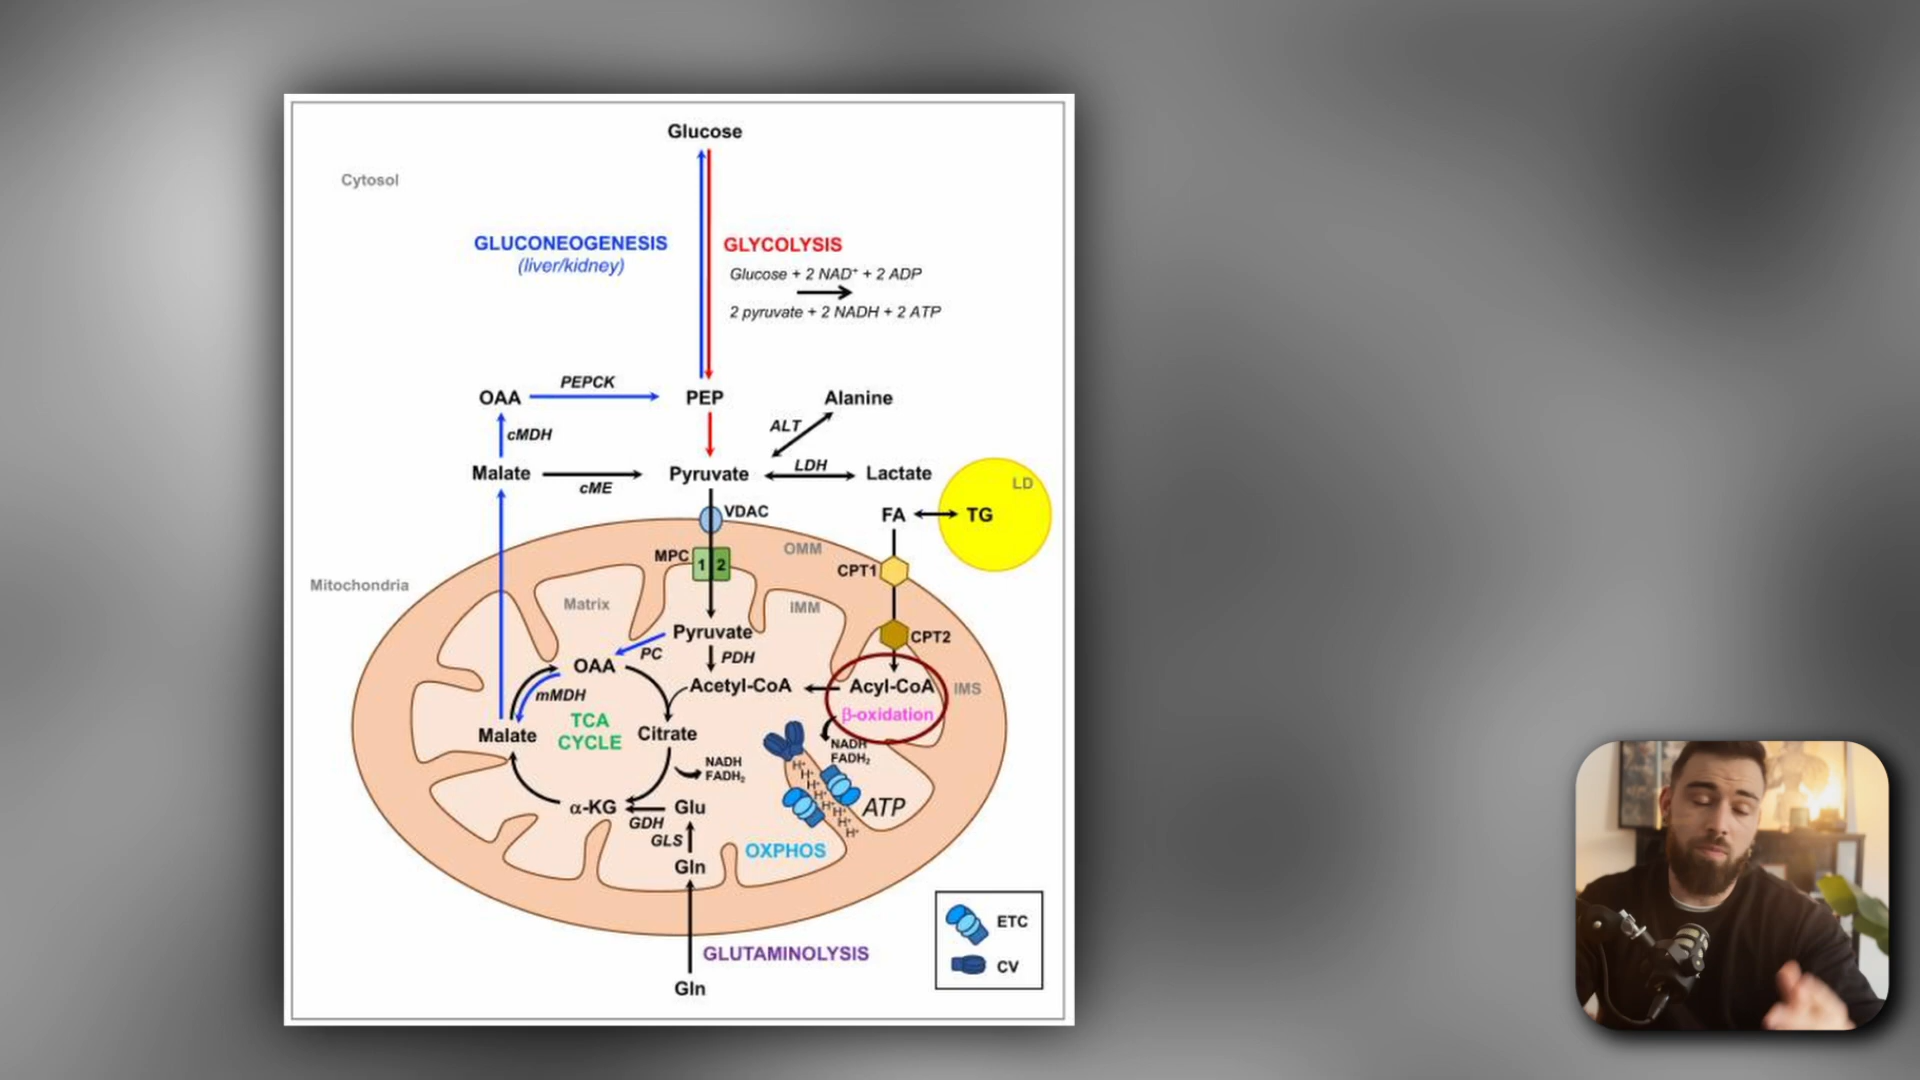 Glucose
Cytosol
GLUCONEOGENESIS
(liver/kidney)
GLYCOLYSIS
Glucose + 2 NAD⁺ + 2 ADP
2 pyruvate + 2 NADH + 2 ATP
OAA
PEPCK
PEP
Alanine
cMDH
ALT
Malate
cME
Pyruvate
LDH
Lactate
LD
VDAC
FA
TG
MPC
1
2
OMM
CPT1
Mitochondria
Matrix
IMM
Pyruvate
CPT2
PC
PDH
OAA
Acetyl-CoA
Acyl-CoA
IMS
mMDH
β-oxidation
TCA
CYCLE
Malate
Citrate
NADH
FADH₂
NADH
FADH₂
H⁺
H⁺
H⁺
H⁺
H⁺
H⁺
H⁺
H⁺
ATP
α-KG
Glu
GDH
GLS
OXPHOS
Gln
ETC
GLUTAMINOLYSIS
CV
Gln